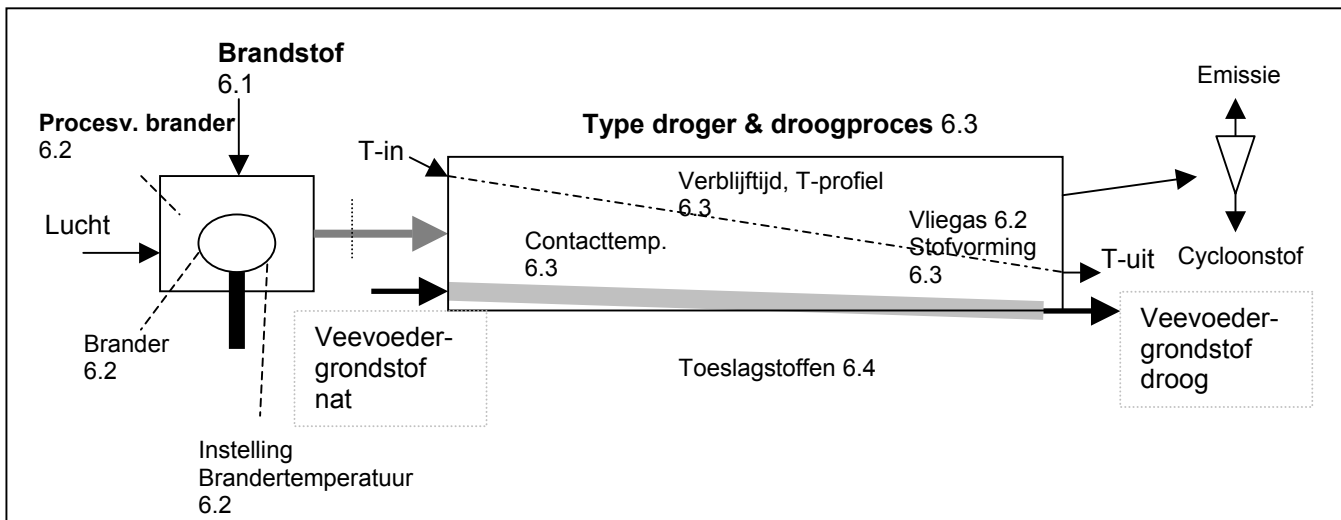 Brandstof
6.1
Emissie
Procesv. brander
6.2
Type droger & droogproces 6.3
T-in
Verblijftijd, T-profiel
6.3
Lucht
Vliegas 6.2
Stofvorming
6.3
Contacttemp.
6.3
T-uit
Cycloonstof
Brander
6.2
Veevoeder-
grondstof
nat
Toeslagstoffen 6.4
Veevoeder-
grondstof
droog
Instelling
Brandertemperatuur
6.2